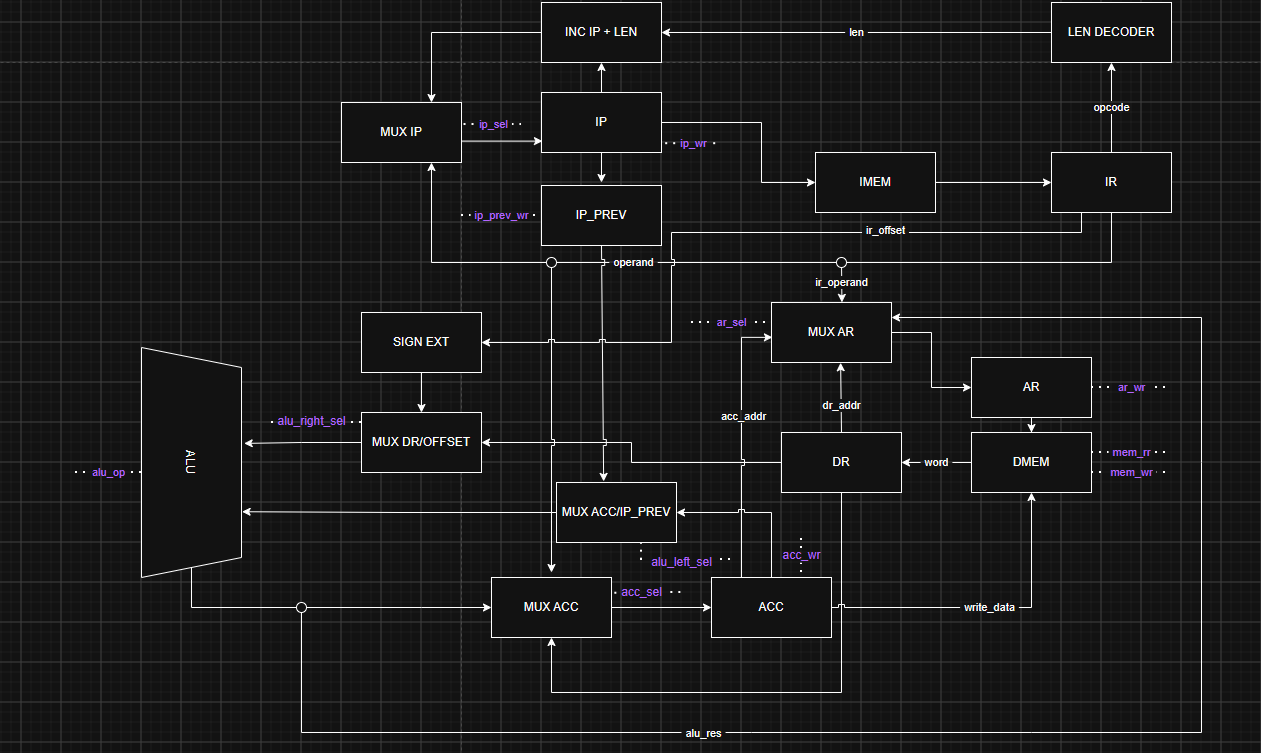 INC IP + LEN
len
LEN DECODER
opcode
MUX IP
ip_sel
IP
ip_wr
IMEM
IR
ip_prev_wr
IP_PREV
ir_offset
operand
ir_operand
ar_sel
MUX AR
SIGN EXT
AR
ar_wr
acc_addr
dr_addr
alu_right_sel
MUX DR/OFFSET
ALU
alu_op
DR
word
DMEM
mem_rr
mem_wr
MUX ACC/IP_PREV
alu_left_sel
acc_wr
MUX ACC
acc_sel
ACC
write_data
alu_res